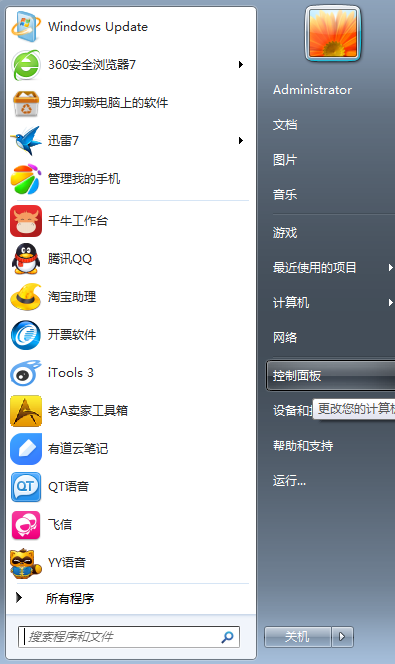 Windows Update
360安全浏览器7
强力卸载电脑上的软件
迅雷7
管理我的手机
千牛工作台
腾讯QQ
淘宝助理
开票软件
iTools 3
老A卖家工具箱
有道云笔记
QT语音
飞信
YY语音
所有程序
搜索程序和文件
Administrator
文档
图片
音乐
游戏
最近使用的项目
计算机
网络
控制面板
更改您的计算机
设备和
帮助和支持
运行...
关机